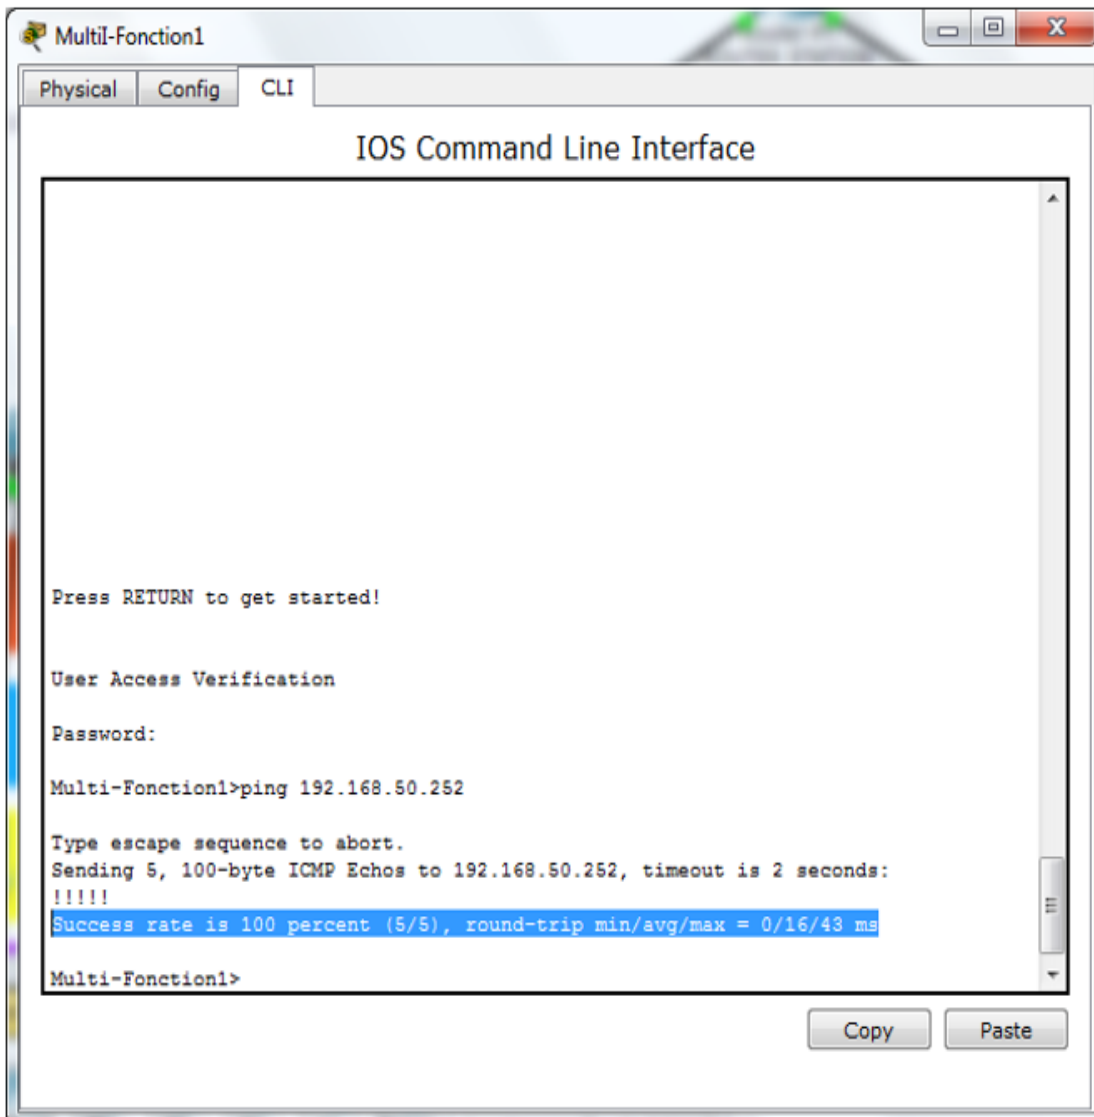 MultiI-Fonction1
Physical Config CLI
IOS Command Line Interface
Press RETURN to get started!
User Access Verification
Password:
Multi-Fonction1>ping 192.168.50.252
Type escape sequence to abort.
Sending 5, 100-byte ICMP Echos to 192.168.50.252, timeout is 2 seconds:
!!!!!
Success rate is 100 percent (5/5), round-trip min/avg/max = 0/16/43 ms
Multi-Fonction1>
Copy Paste